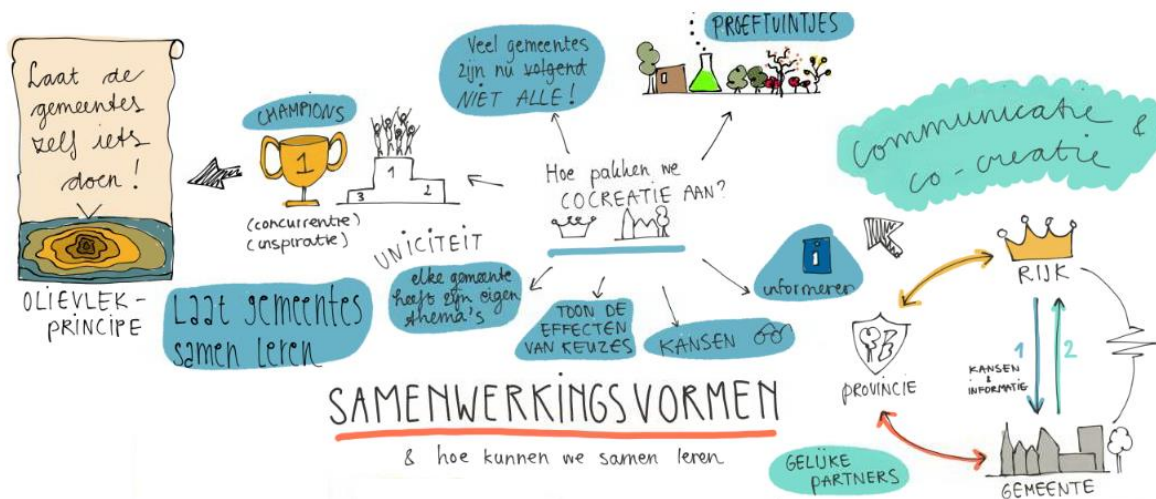 Laat de
gemeentes
zelf iets
doen!
OLIEVLEK-
PRINCIPE
CHAMPIONS
1
1
2
3
(concurrentie)
(inspiratie)
Veel gemeentes
zijn nu volgend
NIET ALLE!
PROEFTUINTJES
Hoe pakken we
COCREATIE AAN?
UNICITEIT
elke gemeente
heeft zijn eigen
thema's
Laat gemeentes
samen leren
TOON DE
EFFECTEN
VAN KEUZES
KANSEN
i
informeren
SAMENWERKINGSVORMEN
& hoe kunnen we samen leren
Communicatie &
co-creatie
RIJK
PROVINCIE
1
2
KANSEN
&
INFORMATIE
GELIJKE
PARTNERS
GEMEENTE